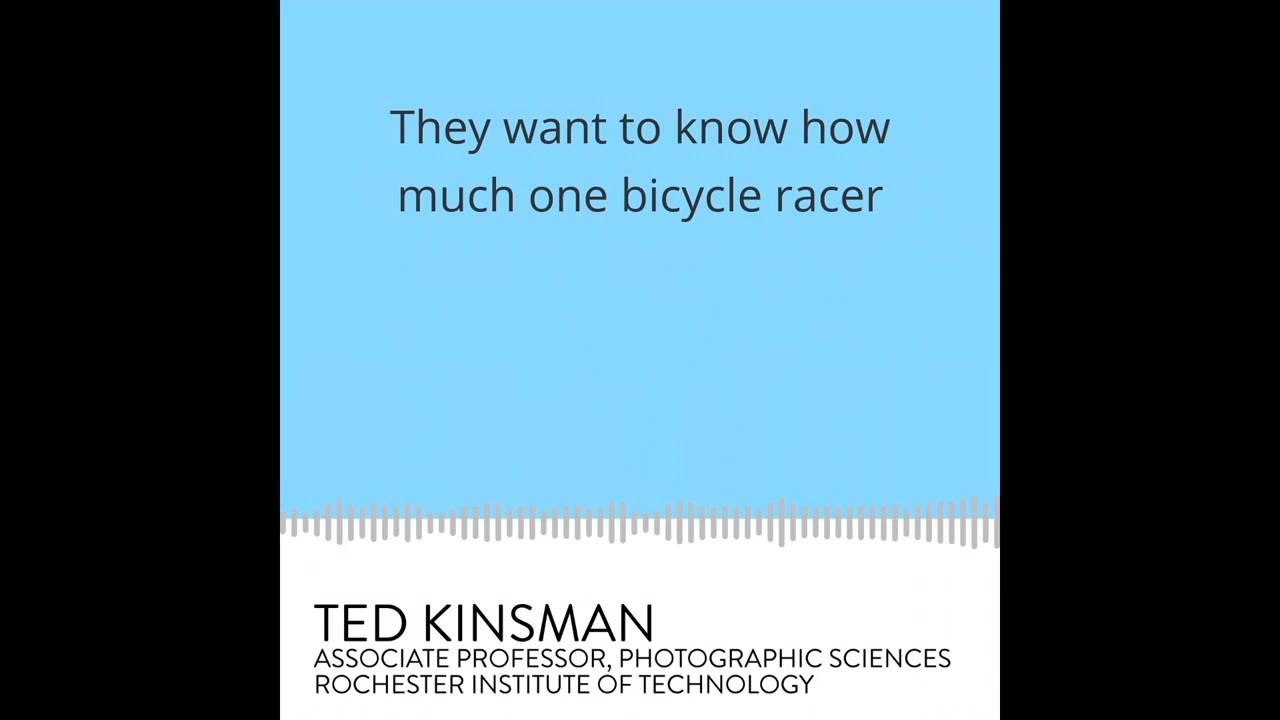 They want to know how
much one bicycle racer
TED KINSMAN
ASSOCIATE PROFESSOR, PHOTOGRAPHIC SCIENCES
ROCHESTER INSTITUTE OF TECHNOLOGY